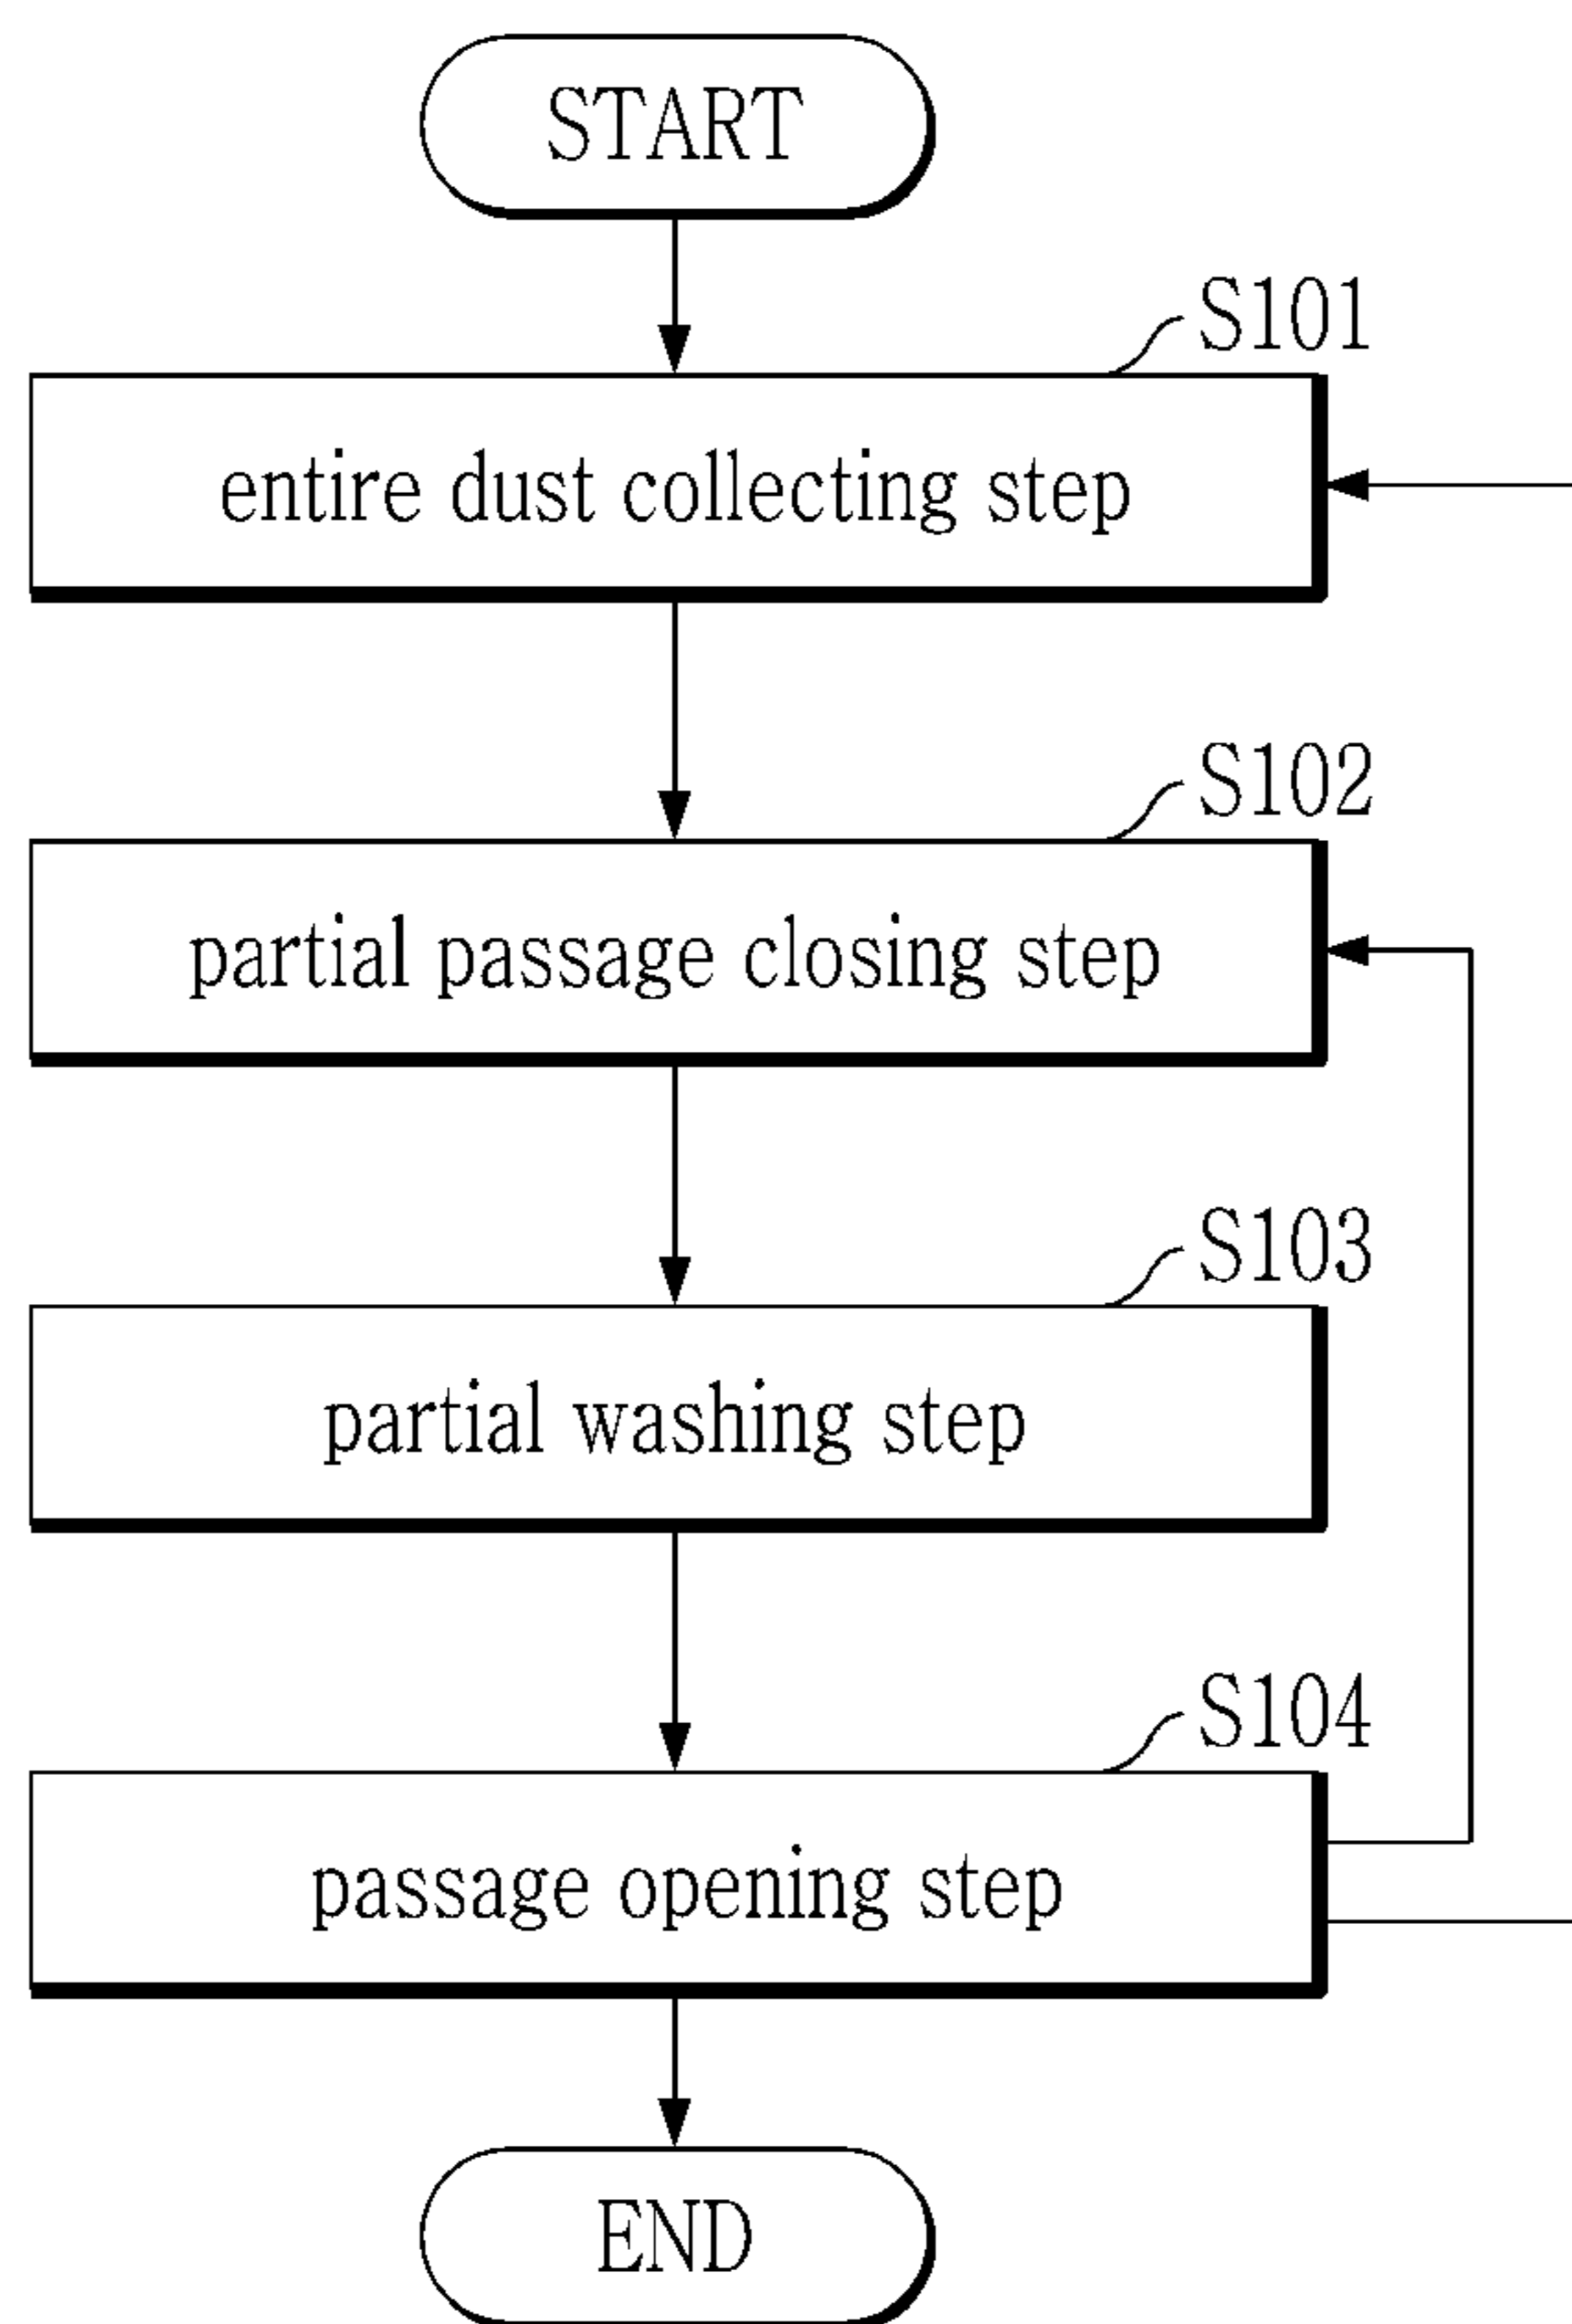 START
S101
entire dust collecting step
S102
partial passage closing step
S103
partial washing step
S104
passage opening step
END